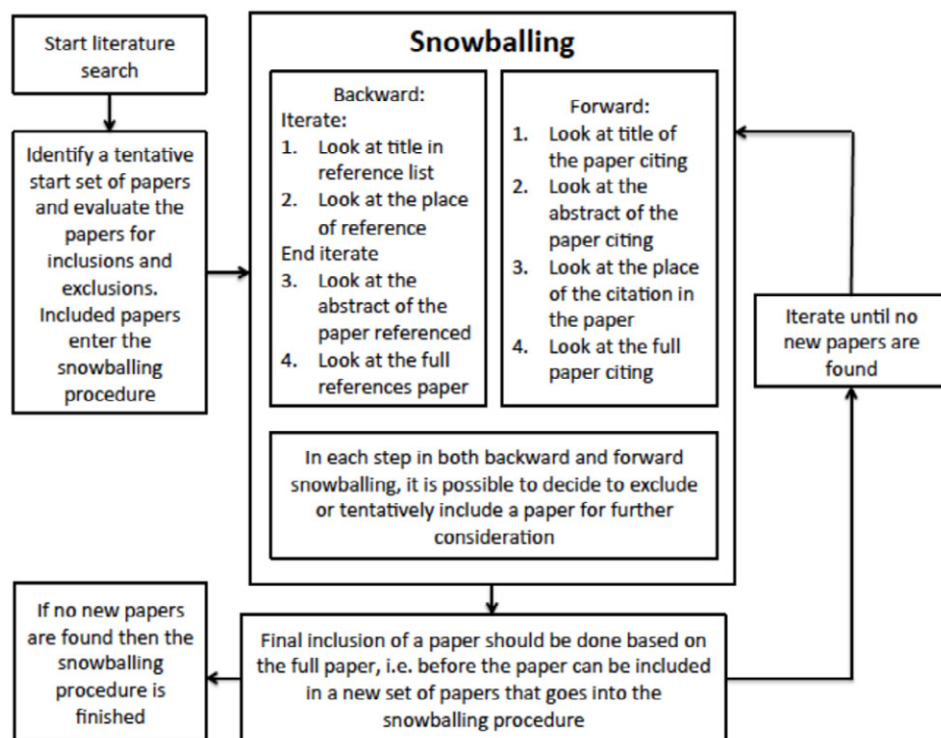 Start literature
search
Identify a tentative
start set of papers
and evaluate the
papers for
inclusions and
exclusions.
Included papers
enter the
snowballing
procedure
Snowballing
Backward:
Iterate:
1. Look at title in
reference list
2. Look at the place
of reference
End iterate
3. Look at the
abstract of the
paper referenced
4. Look at the full
references paper
Forward:
1. Look at title of
the paper citing
2. Look at the
abstract of the
paper citing
3. Look at the place
of the citation in
the paper
4. Look at the full
paper citing
In each step in both backward and forward
snowballing, it is possible to decide to exclude
or tentatively include a paper for further
consideration
Iterate until no
new papers are
found
Final inclusion of a paper should be done based on
the full paper, i.e. before the paper can be included
in a new set of papers that goes into the
snowballing procedure
If no new papers
are found then the
snowballing
procedure is
finished